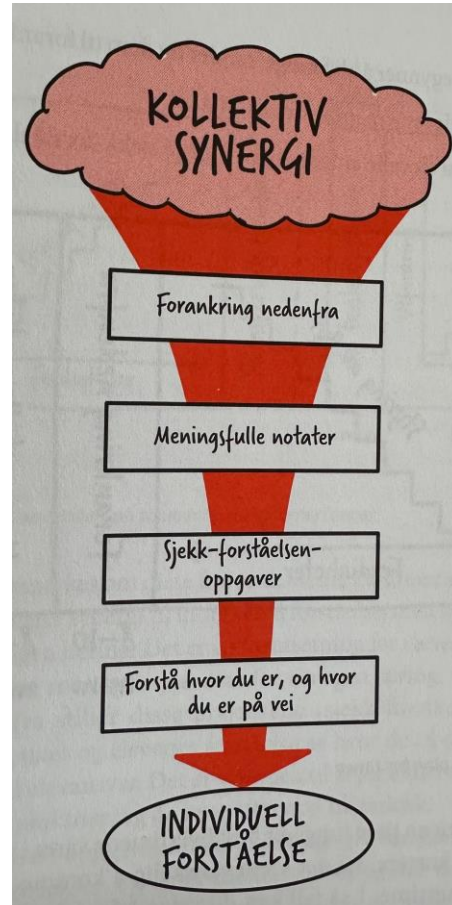 KOLLEKTIV
SYNERGI
Forankring nedenfra
Meningsfulle notater
Sjekk-forståelsen-
oppgaver
Forstå hvor du er, og hvor
du er på vei
INDIVIDUELL
FORSTÅELSE